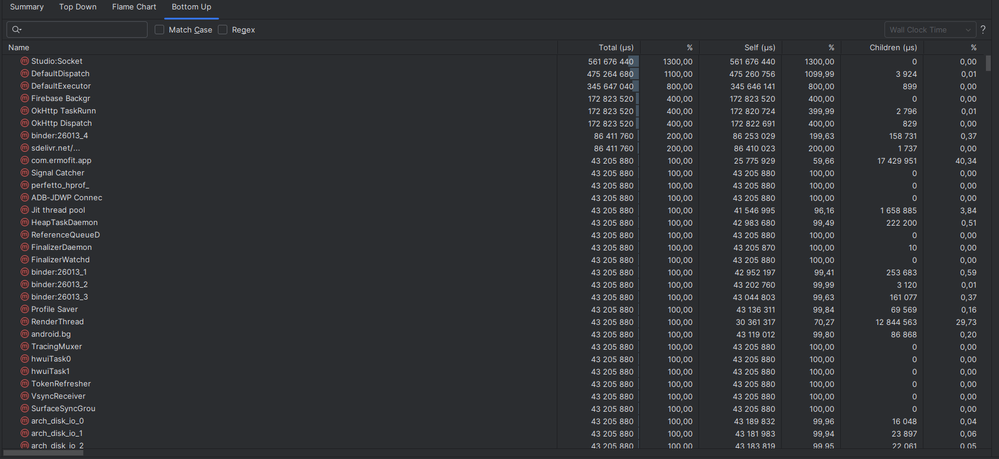 Summary Top Down Flame Chart Bottom Up
Match Case Regex Wall Clock Time ?
Name Total (μs) % Self (μs) % Children (μs) %
Studio:Socket 561 676 440 1300,00 561 676 440 1300,00 0 0,00
DefaultDispatch 475 264 680 1100,00 475 260 756 1099,99 3 924 0,01
DefaultExecutor 345 647 040 800,00 345 646 141 800,00 899 0,00
Firebase Backgr 172 823 520 400,00 172 823 520 400,00 0 0,00
OkHttp TaskRunn 172 823 520 400,00 172 820 724 399,99 2 796 0,01
OkHttp Dispatch 172 823 520 400,00 172 822 691 400,00 829 0,00
binder:26013_4 86 411 760 200,00 86 253 029 199,63 158 731 0,37
sdelivr.net/... 86 411 760 200,00 86 410 023 200,00 1 737 0,00
com.ermofit.app 43 205 880 100,00 25 775 929 59,66 17 429 951 40,34
Signal Catcher 43 205 880 100,00 43 205 880 100,00 0 0,00
perfetto_hprof_ 43 205 880 100,00 43 205 880 100,00 0 0,00
ADB-JDWP Connec 43 205 880 100,00 43 205 880 100,00 0 0,00
Jit thread pool 43 205 880 100,00 41 546 995 96,16 1 658 885 3,84
HeapTaskDaemon 43 205 880 100,00 42 983 680 99,49 222 200 0,51
ReferenceQueueD 43 205 880 100,00 43 205 880 100,00 0 0,00
FinalizerDaemon 43 205 880 100,00 43 205 870 100,00 10 0,00
FinalizerWatchd 43 205 880 100,00 43 205 880 100,00 0 0,00
binder:26013_1 43 205 880 100,00 42 952 197 99,41 253 683 0,59
binder:26013_2 43 205 880 100,00 43 202 760 99,99 3 120 0,01
binder:26013_3 43 205 880 100,00 43 044 803 99,63 161 077 0,37
Profile Saver 43 205 880 100,00 43 136 311 99,84 69 569 0,16
RenderThread 43 205 880 100,00 30 361 317 70,27 12 844 563 29,73
android.bg 43 205 880 100,00 43 119 012 99,80 86 868 0,20
TracingMuxer 43 205 880 100,00 43 205 880 100,00 0 0,00
hwuiTask0 43 205 880 100,00 43 205 880 100,00 0 0,00
hwuiTask1 43 205 880 100,00 43 205 880 100,00 0 0,00
TokenRefresher 43 205 880 100,00 43 205 880 100,00 0 0,00
VsyncReceiver 43 205 880 100,00 43 205 880 100,00 0 0,00
SurfaceSyncGrou 43 205 880 100,00 43 205 880 100,00 0 0,00
arch_disk_io_0 43 205 880 100,00 43 189 832 99,96 16 048 0,04
arch_disk_io_1 43 205 880 100,00 43 181 983 99,94 23 897 0,06
arch_disk_io_2 43 205 880 100,00 43 183 819 99,95 22 061 0,05